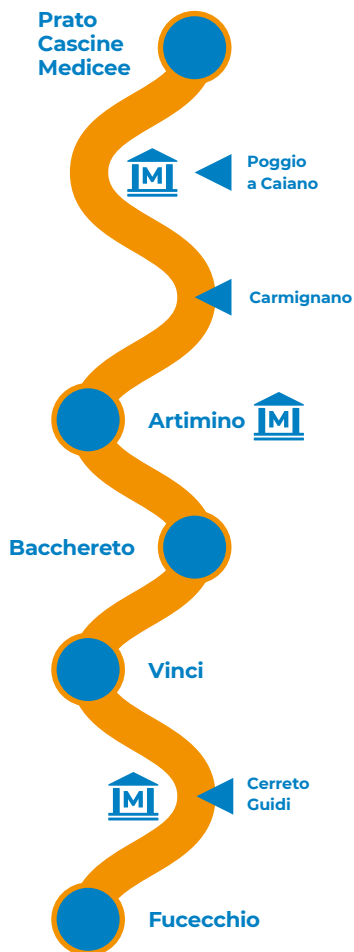 Prato
Cascine
Medicee
M
Poggio
a Caiano
Carmignano
Artimino
M
Bacchereto
Vinci
M
Cerreto
Guidi
Fucecchio